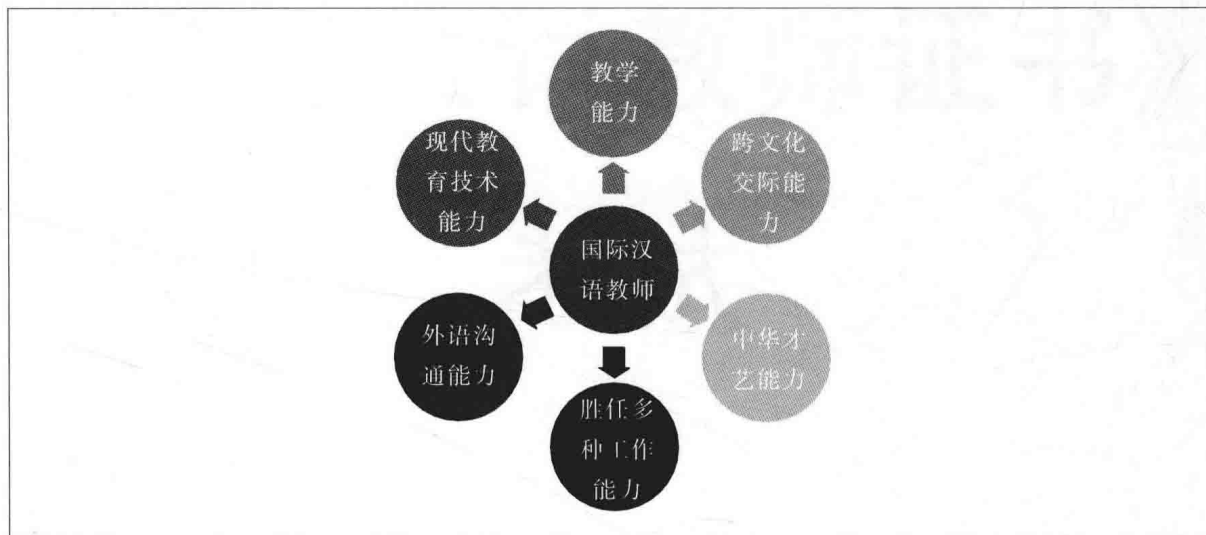 教学
能力
跨文化
交际能
力
中华才
艺能力
胜任多
种工作
能力
外语沟
通能力
现代教
育技术
能力
国际汉
语教师